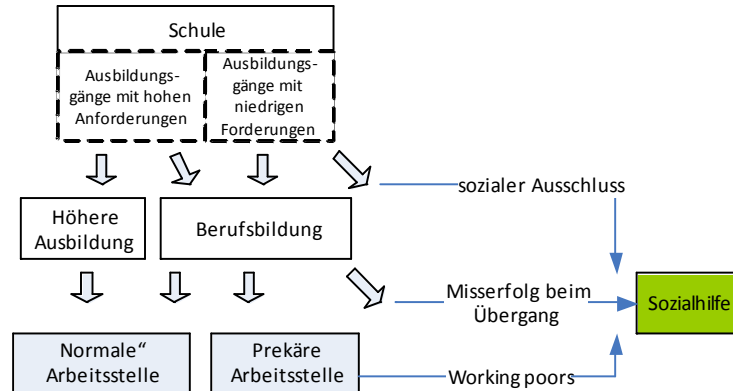 Schule
Ausbildungs-
gänge mit hohen
Anforderungen
Ausbildungs-
gänge mit
niedrigen
Forderungen
sozialer Ausschluss
Höhere
Ausbildung
Berufsbildung
Misserfolg beim
Übergang
Sozialhilfe
Normale“
Arbeitsstelle
Prekäre
Arbeitsstelle
Working poors